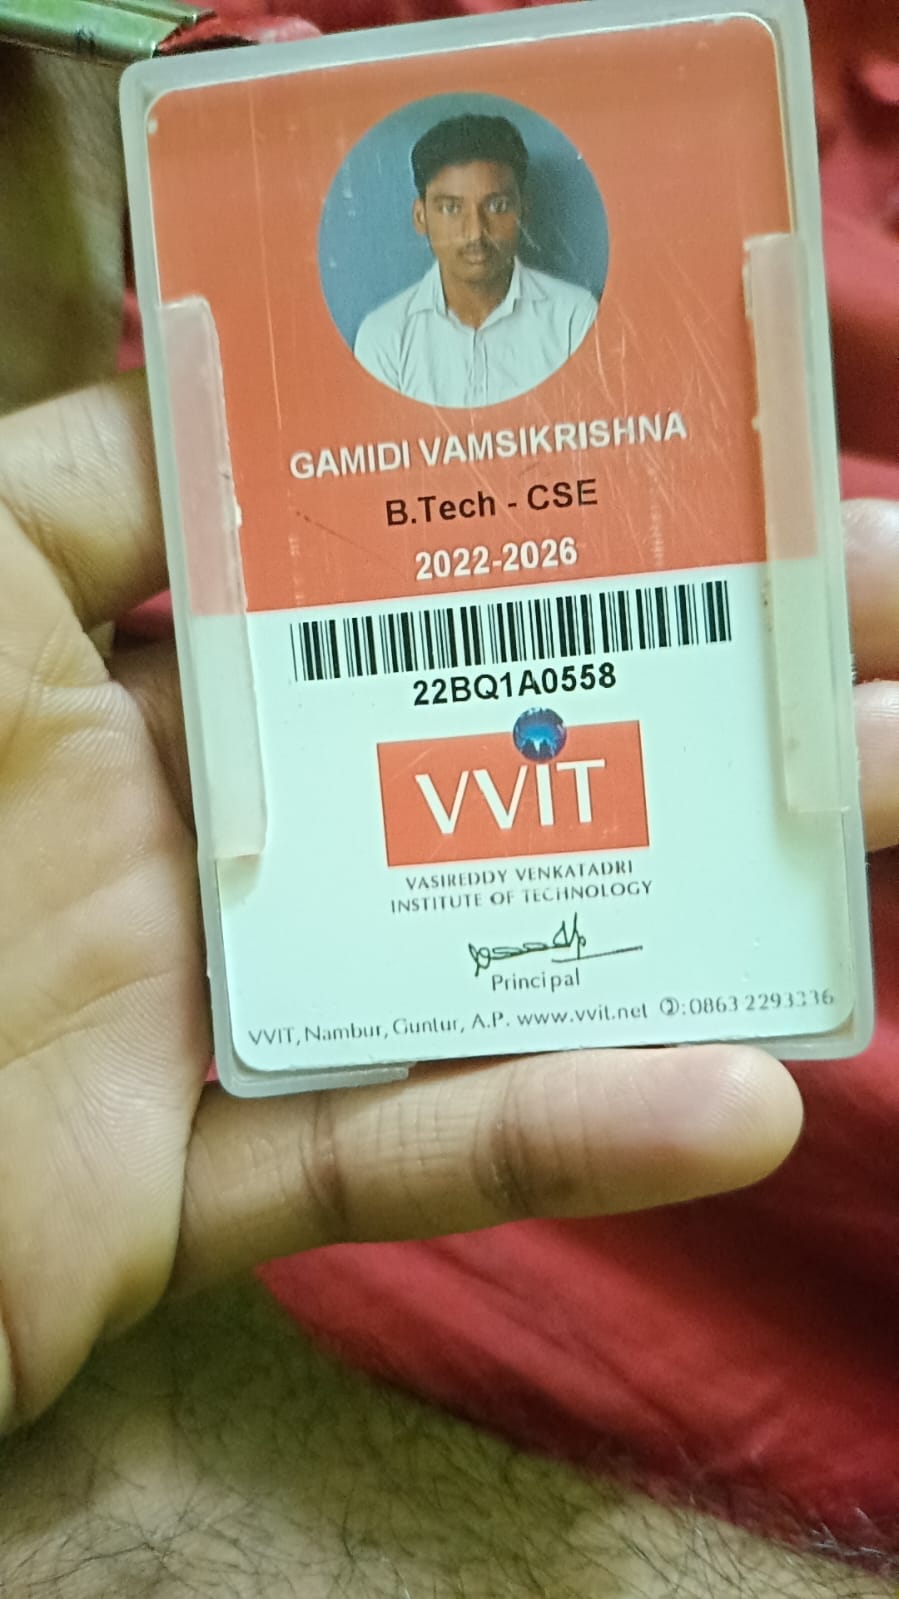 GAMIDI VAMSIKRISHNA
B.Tech - CSE
2022-2026
22BQ1A0558
VVIT
VASIREDDY VENKATADRI
INSTITUTE OF TECHNOLOGY
Principal
VVIT, Nambur, Guntur, A.P. www.vvit.net ✆: 0863 2293336